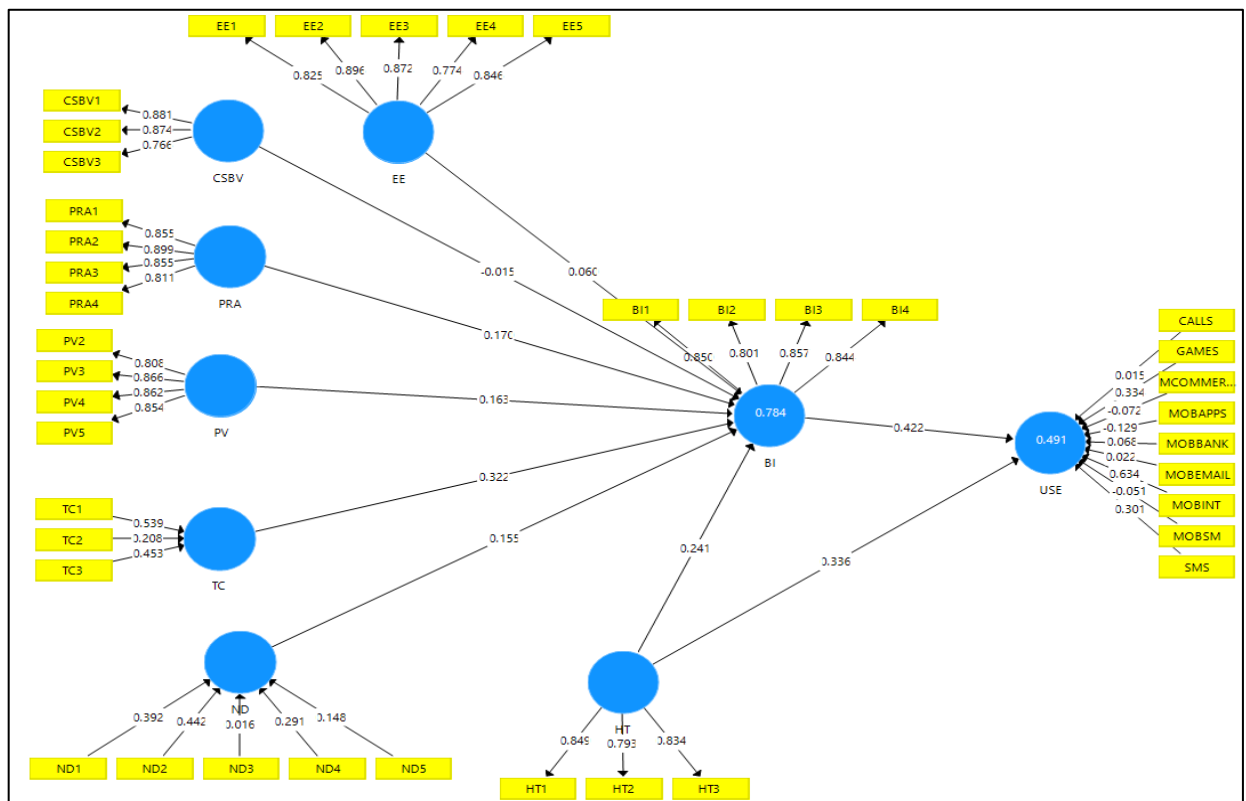 EE1 EE2 EE3 EE4 EE5
0.825 0.896 0.872 0.774 0.846
CSBV1
CSBV2
CSBV3
0.881
0.874
0.766
CSBV
EE
PRA1
PRA2
PRA3
PRA4
0.855
0.899
0.855
0.811
PRA
-0.015
0.060
0.170
BI1 BI2 BI3 BI4
0.850 0.801 0.857 0.844
PV2
PV3
PV4
PV5
0.808
0.866
0.862
0.854
PV
0.163
0.784
BI
0.422
0.491
USE
CALLS
GAMES
MCOMMER...
MOBAPPS
MOBBANK
MOBEMAIL
MOBINT
MOBSM
SMS
0.015
0.334
-0.072
-0.129
0.068
0.022
0.634
-0.051
0.301
TC1
TC2
TC3
0.539
0.208
0.453
TC
0.322
0.155
0.241
0.336
ND
0.392 0.442 0.016 0.291 0.148
ND1 ND2 ND3 ND4 ND5
HT
0.849 0.793 0.834
HT1 HT2 HT3